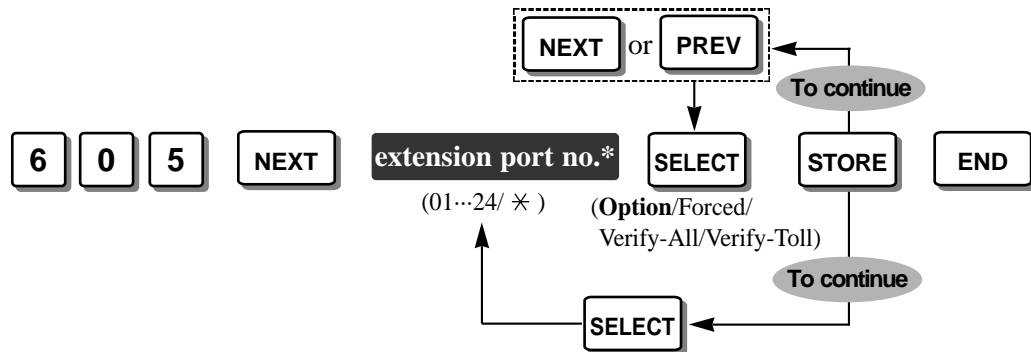 NEXT or PREV
To continue
6 0 5 NEXT extension port no.* SELECT STORE END
(01···24/ ✳ ) (Option/Forced/
Verify-All/Verify-Toll)
To continue
SELECT